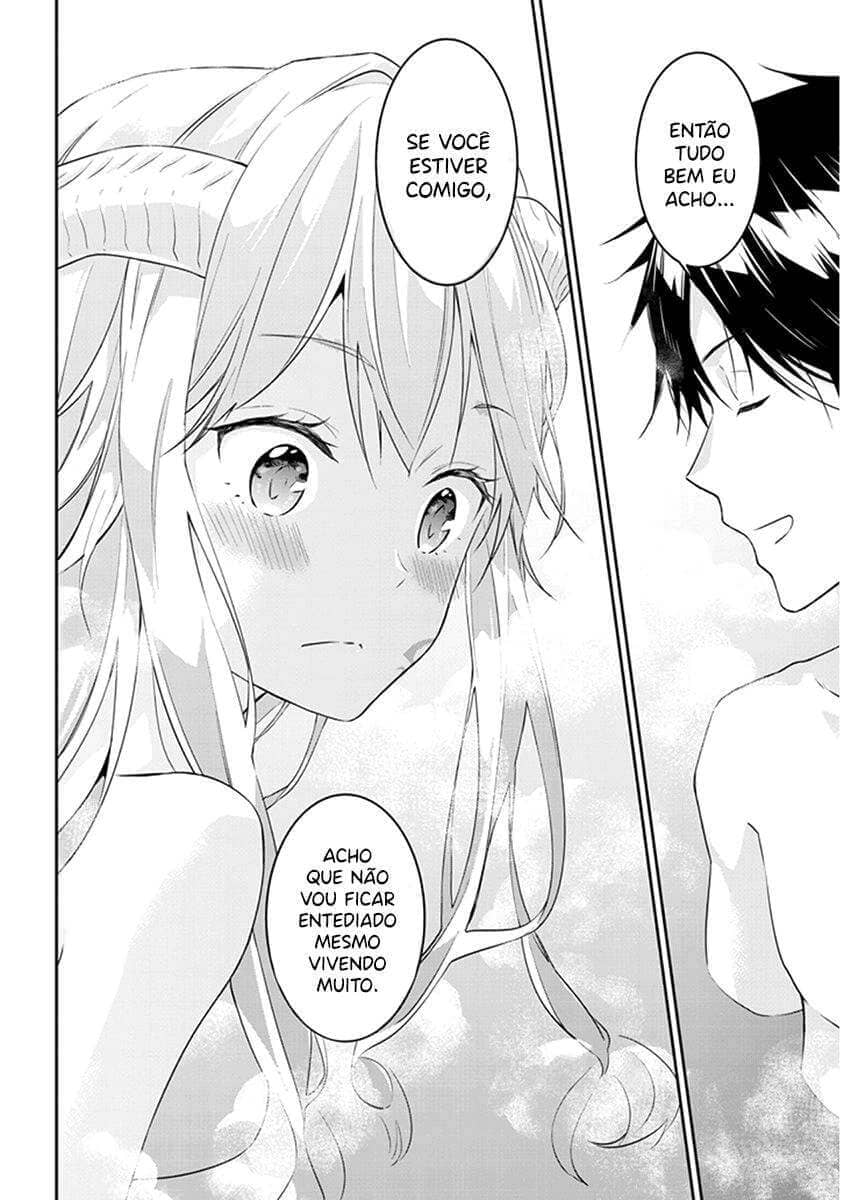 ENTÃO
TUDO
BEM EU
ACHO...
SE VOCÊ
ESTIVER
COMIGO,
ACHO
QUE NÃO
VOU FICAR
ENTEDIADO
MESMO
VIVENDO
MUITO.